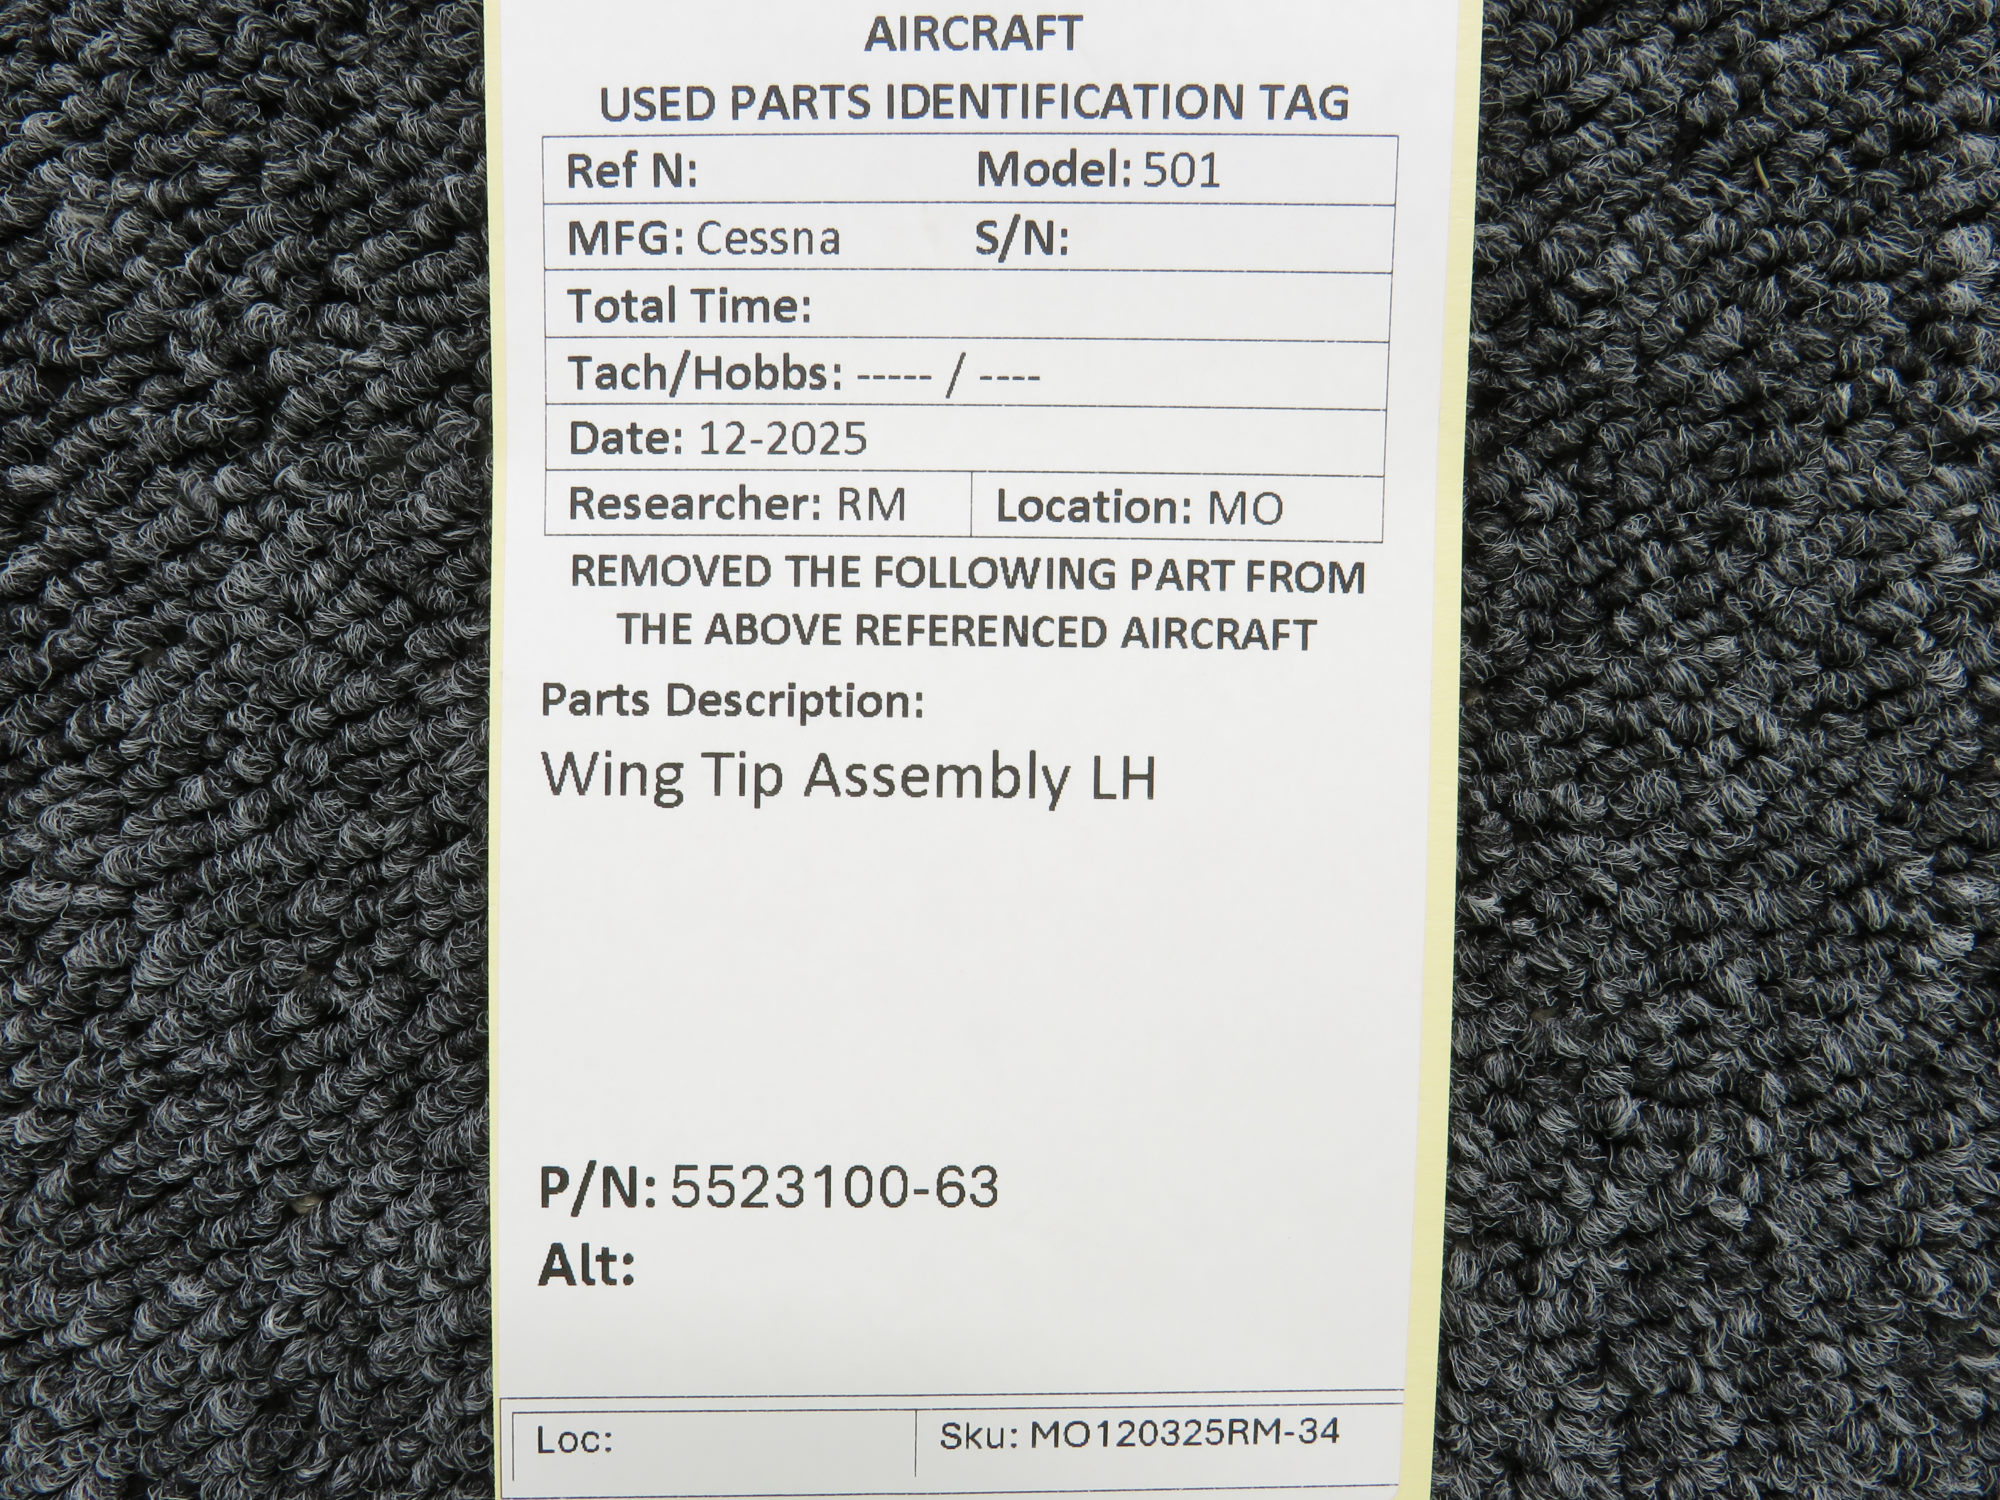 AIRCRAFT
USED PARTS IDENTIFICATION TAG
Ref N: Model: 501
MFG: Cessna S/N:
Total Time:
Tach/Hobbs: ----- / ----
Date: 12-2025
Researcher: RM Location: MO
REMOVED THE FOLLOWING PART FROM
THE ABOVE REFERENCED AIRCRAFT
Parts Description:
Wing Tip Assembly LH
P/N: 5523100-63
Alt:
Loc: Sku: MO120325RM-34